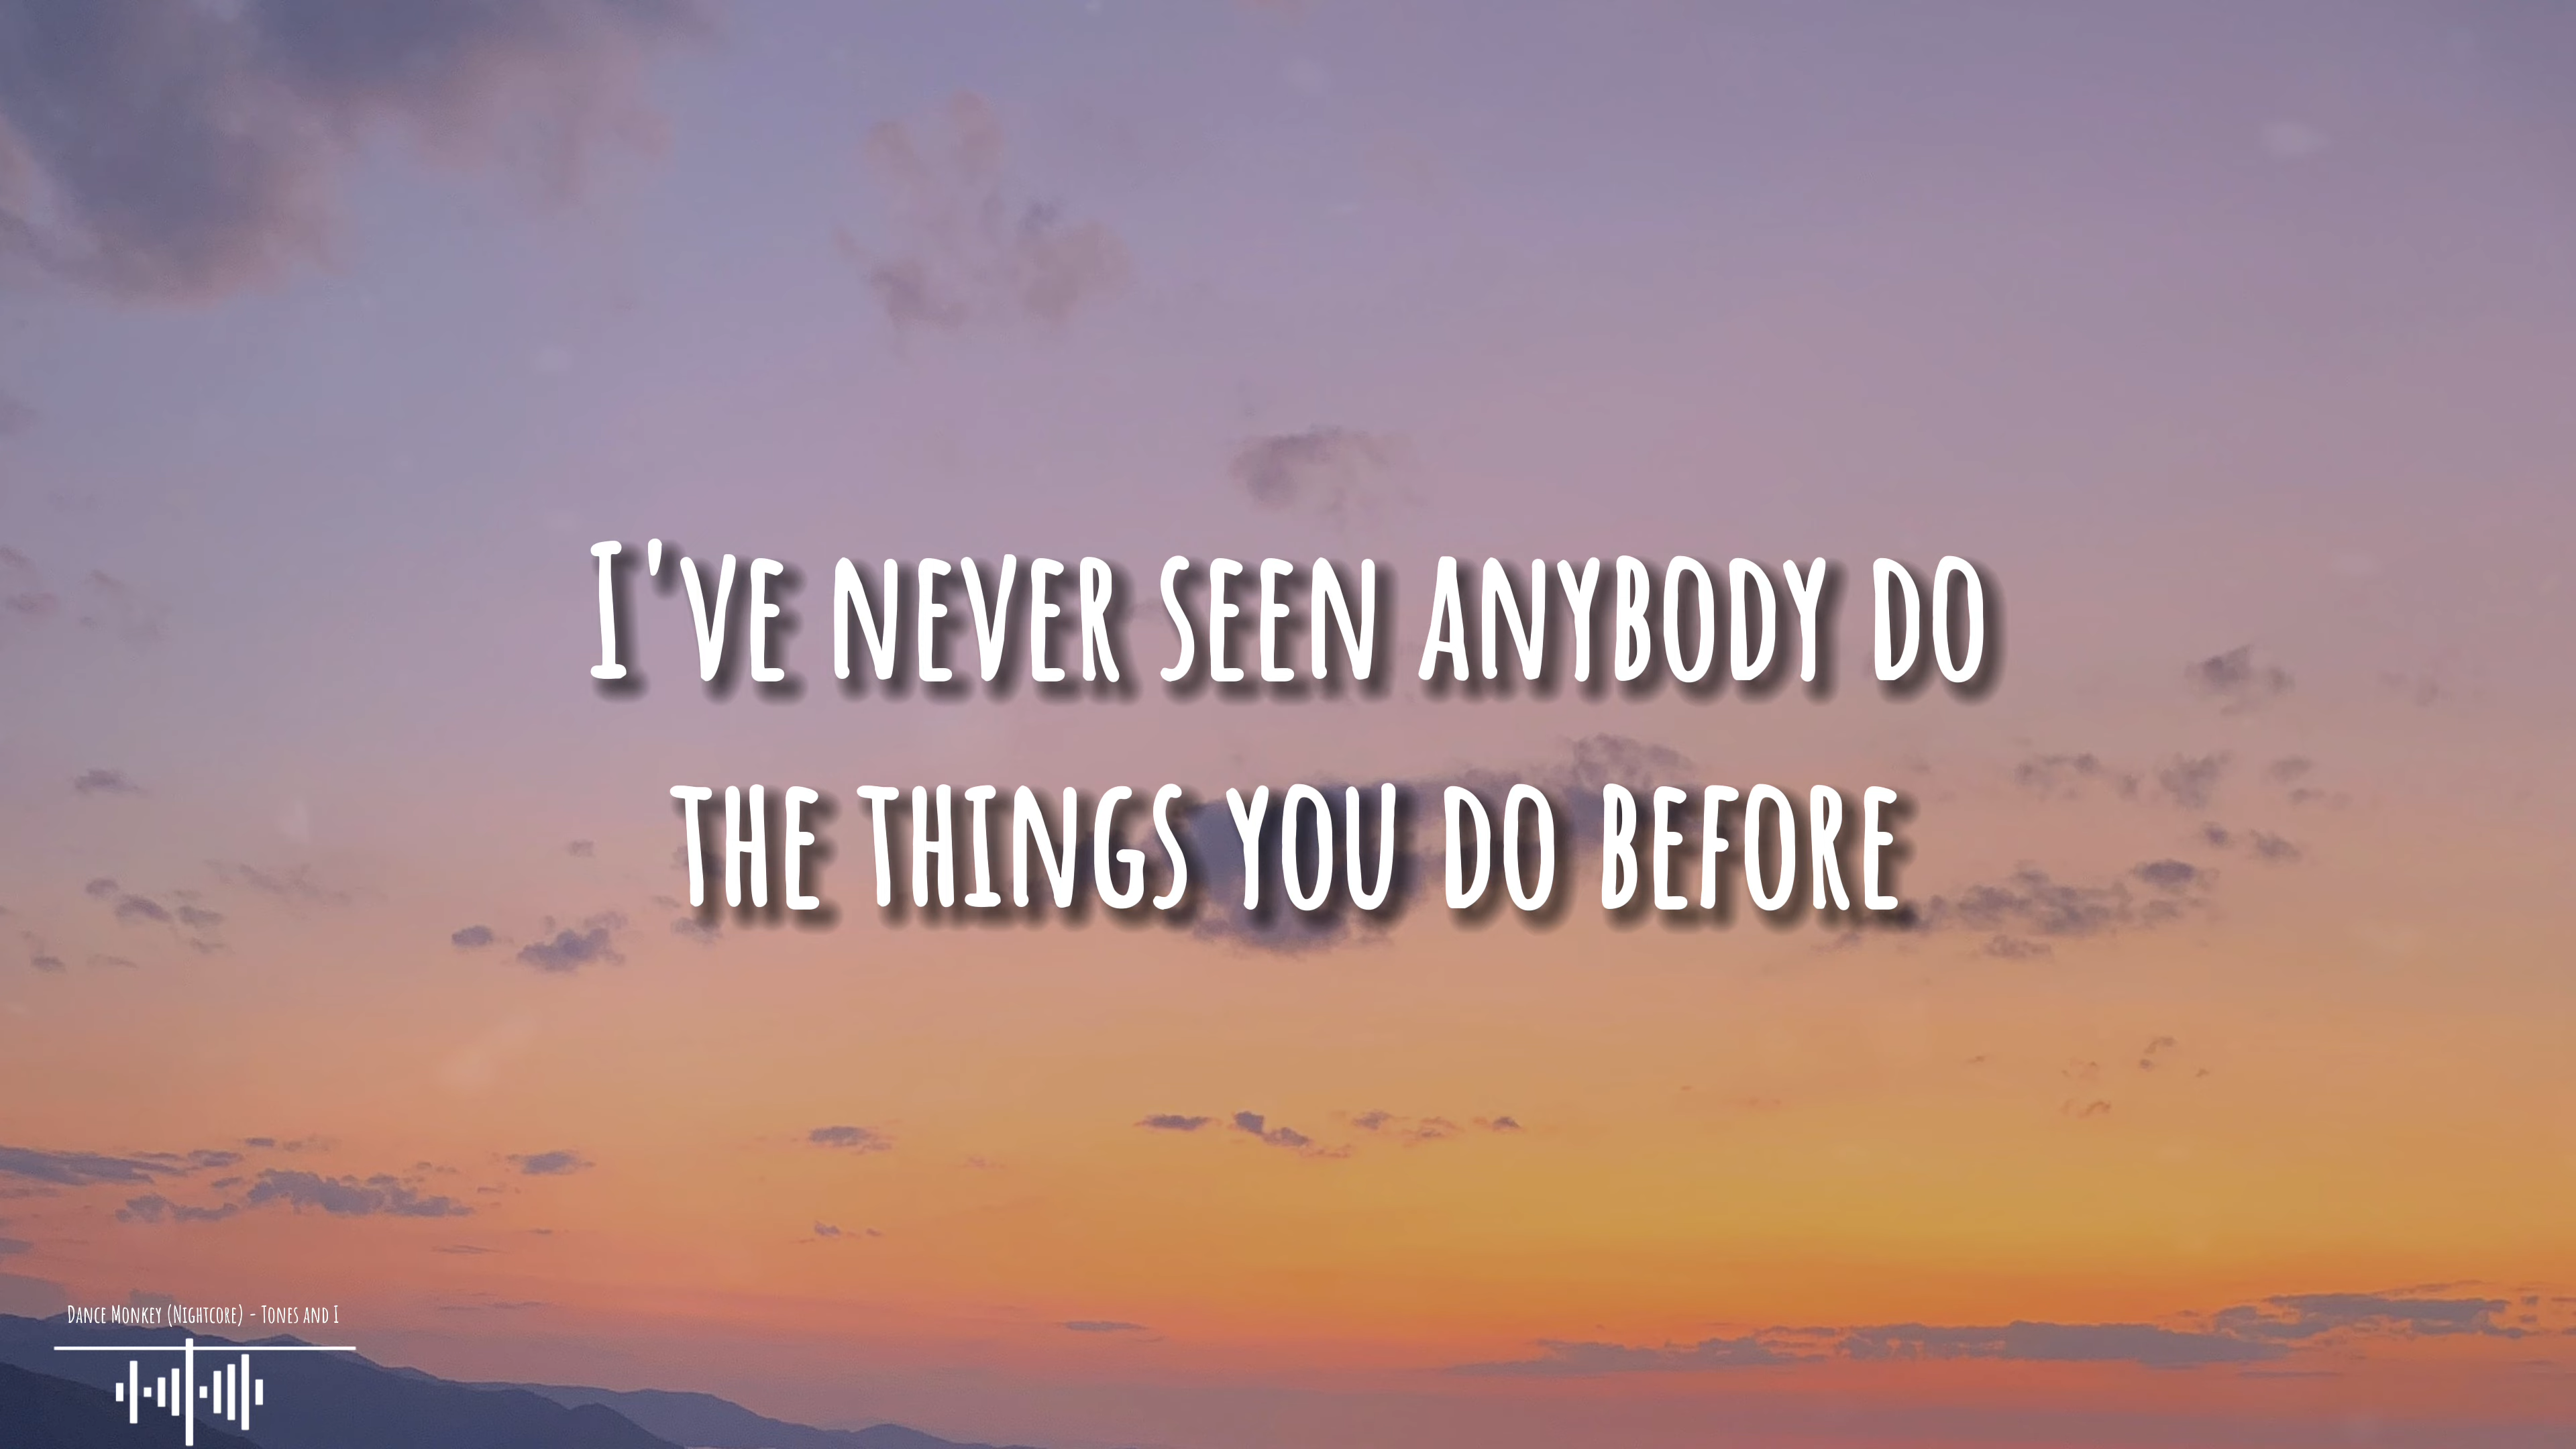 I've never seen anybody do
the things you do before
Dance Monkey (Nightcore) - Tones and I